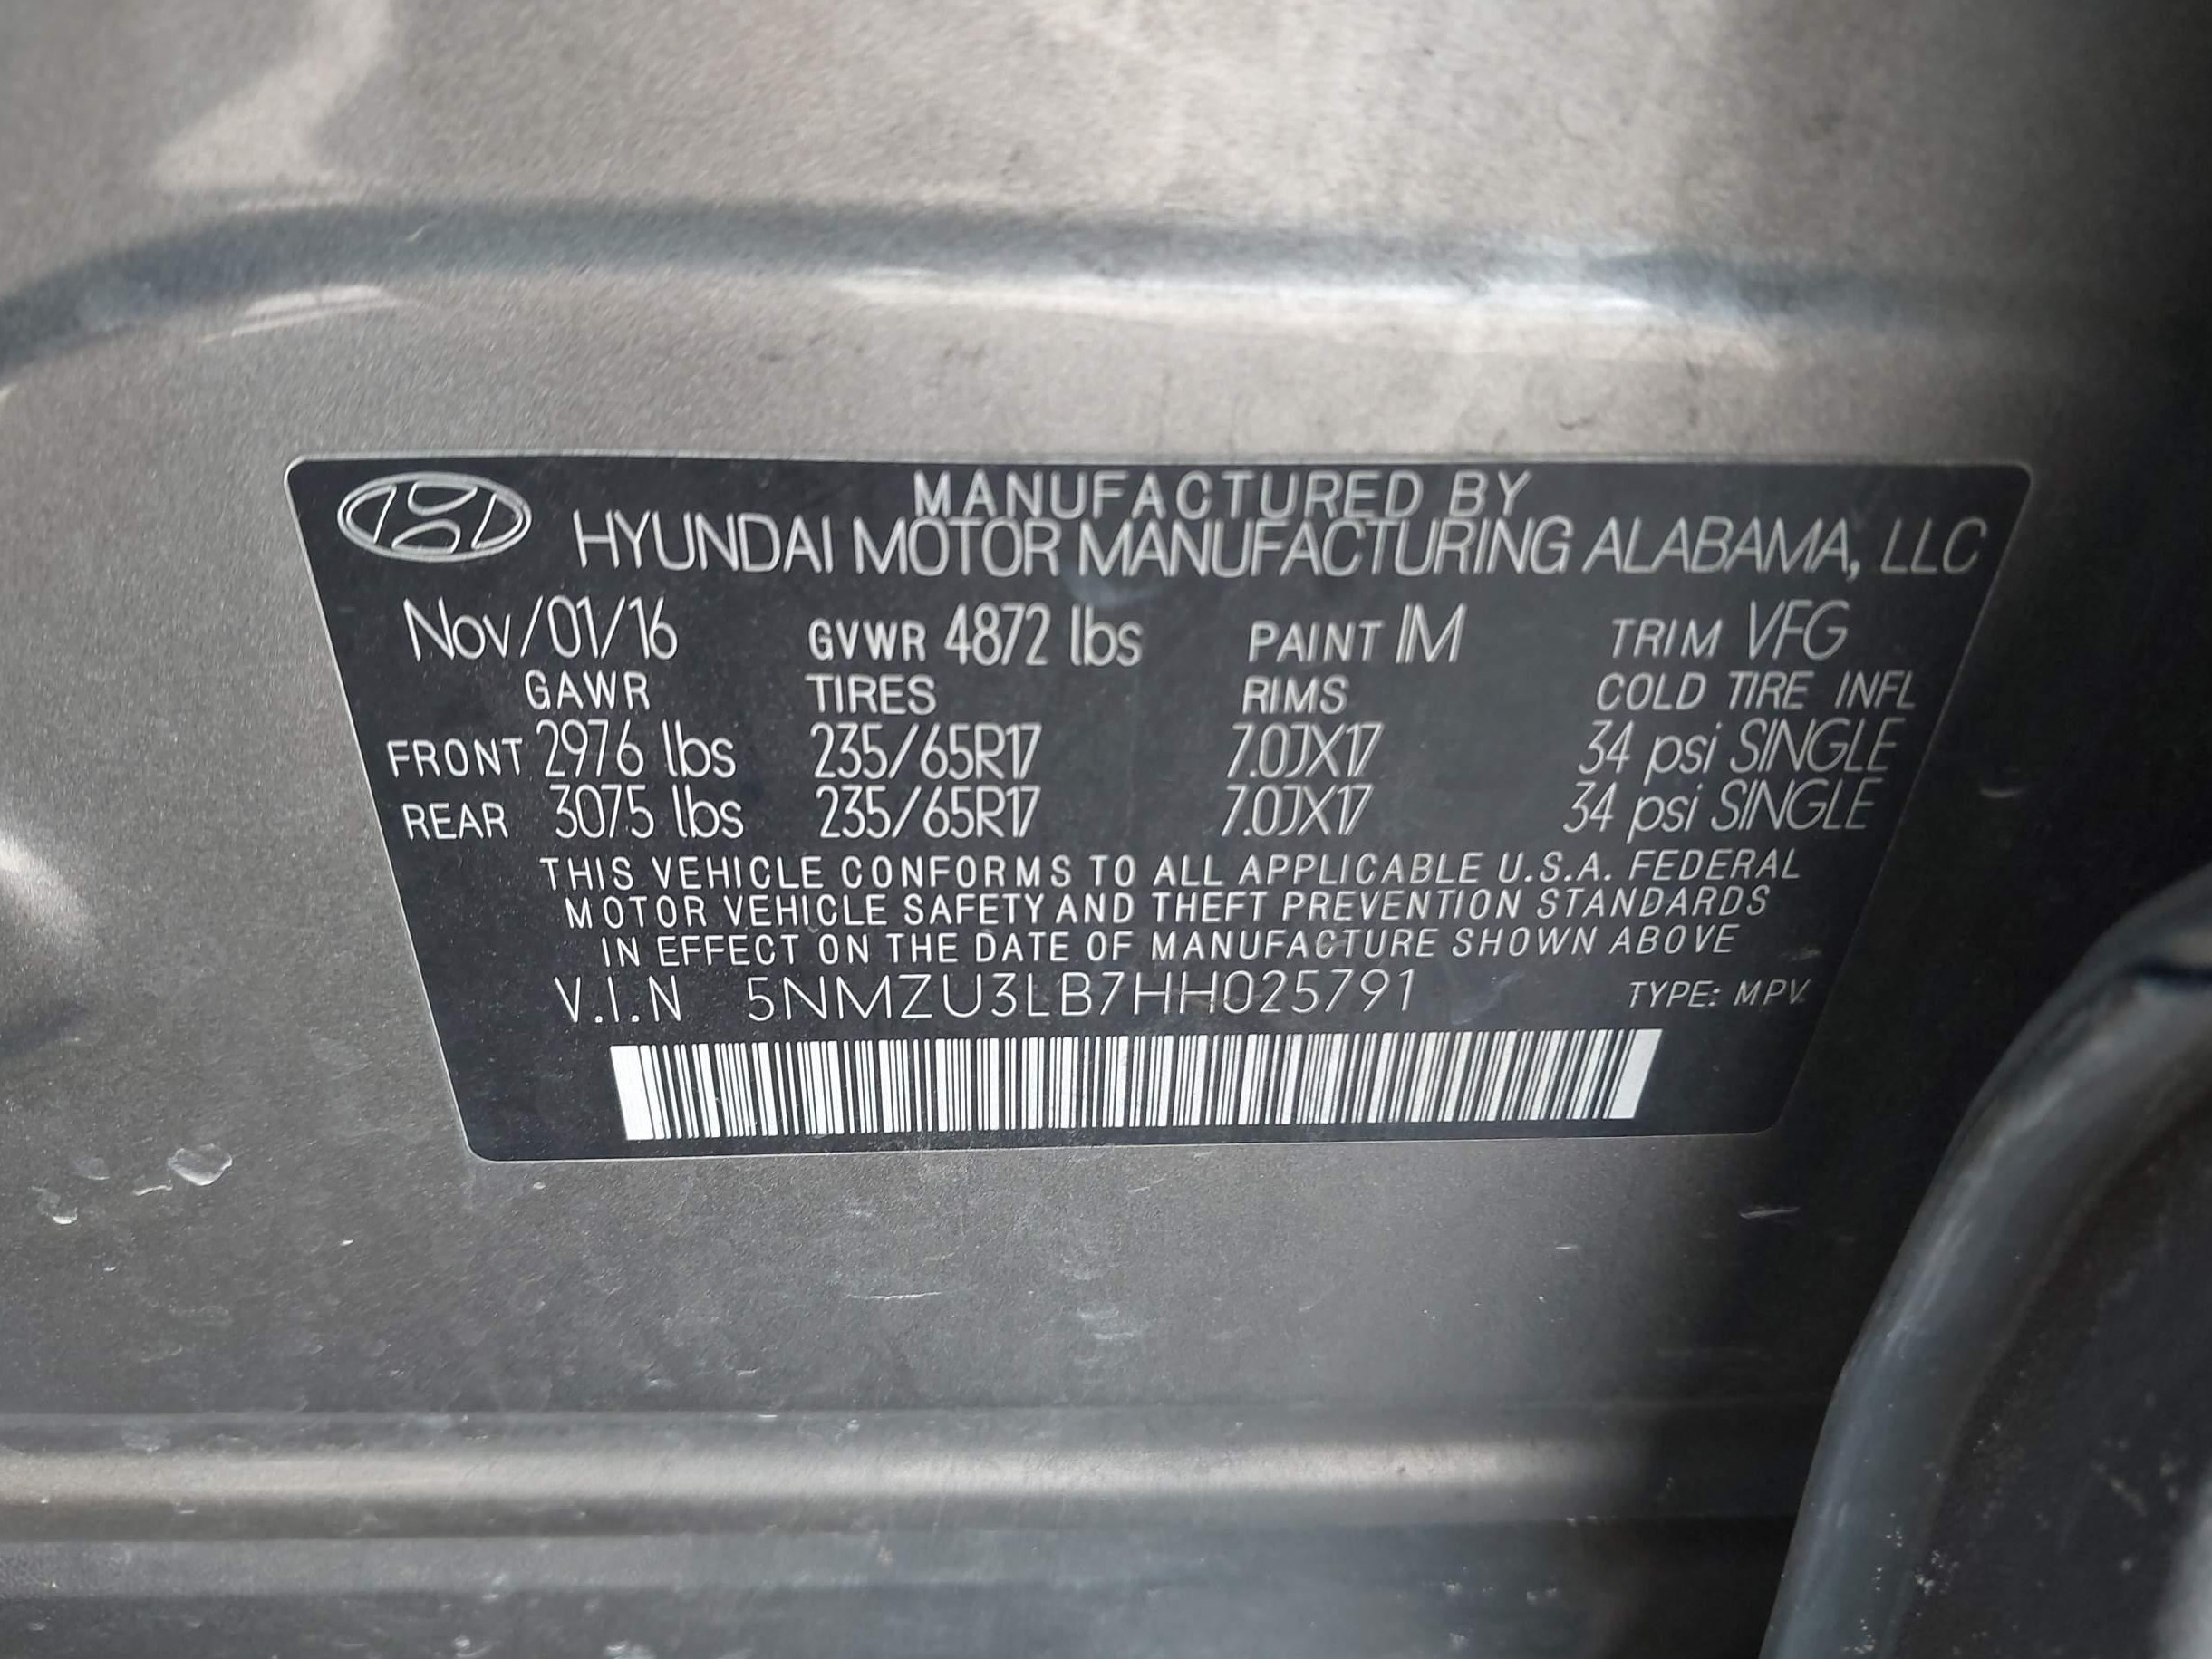 MANUFACTURED BY
HYUNDAI MOTOR MANUFACTURING ALABAMA, LLC
Nov/01/16 GVWR 4872 lbs PAINT IM TRIM VFG
GAWR TIRES RIMS COLD TIRE INFL
FRONT 2976 lbs 235/65R17 7.0JX17 34 psi SINGLE
REAR 3075 lbs 235/65R17 7.0JX17 34 psi SINGLE
THIS VEHICLE CONFORMS TO ALL APPLICABLE U.S.A. FEDERAL
MOTOR VEHICLE SAFETY AND THEFT PREVENTION STANDARDS
IN EFFECT ON THE DATE OF MANUFACTURE SHOWN ABOVE
V.I.N 5NMZU3LB7HH025791 TYPE: MPV